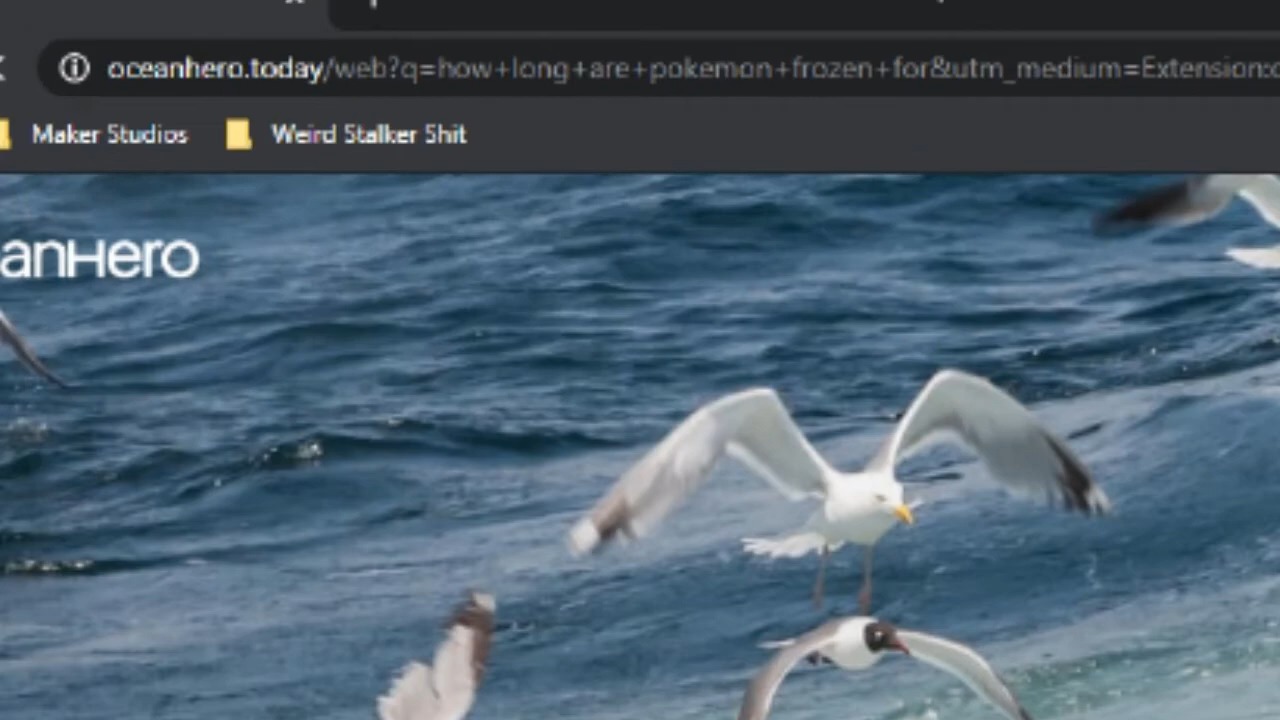 oceanhero.today/web?q=how+long+are+pokemon+frozen+for&utm_medium=Extension:
Maker Studios
Weird Stalker Shit
anHero